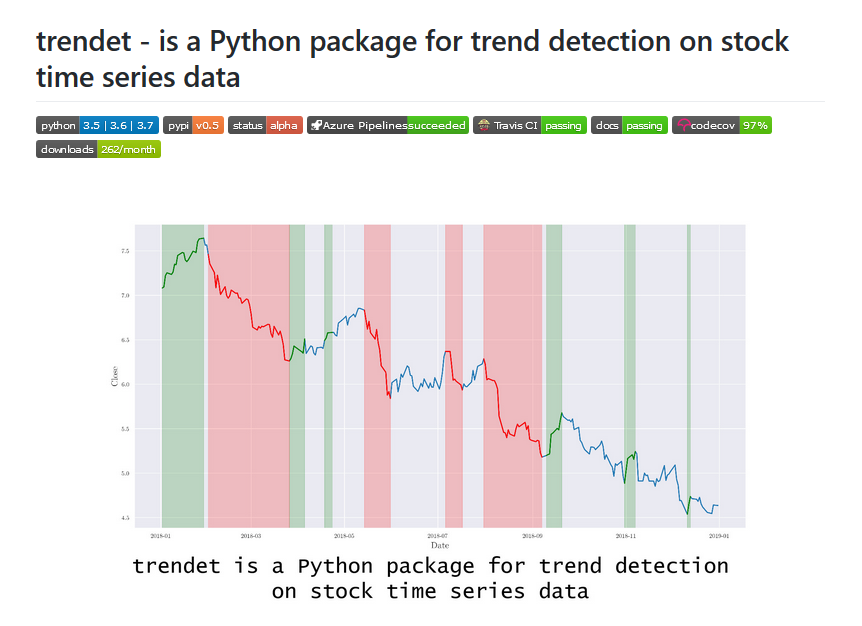 trendet - is a Python package for trend detection on stock
time series data
python 3.5 | 3.6 | 3.7 pypi v0.5 status alpha Azure Pipelines succeeded Travis CI passing docs passing codecov 97%
downloads 262/month
7.5
7.0
6.5
6.0
5.5
5.0
4.5
Close
2018-01 2018-03 2018-05 2018-07 2018-09 2018-11 2019-01
Date
trendet is a Python package for trend detection
on stock time series data